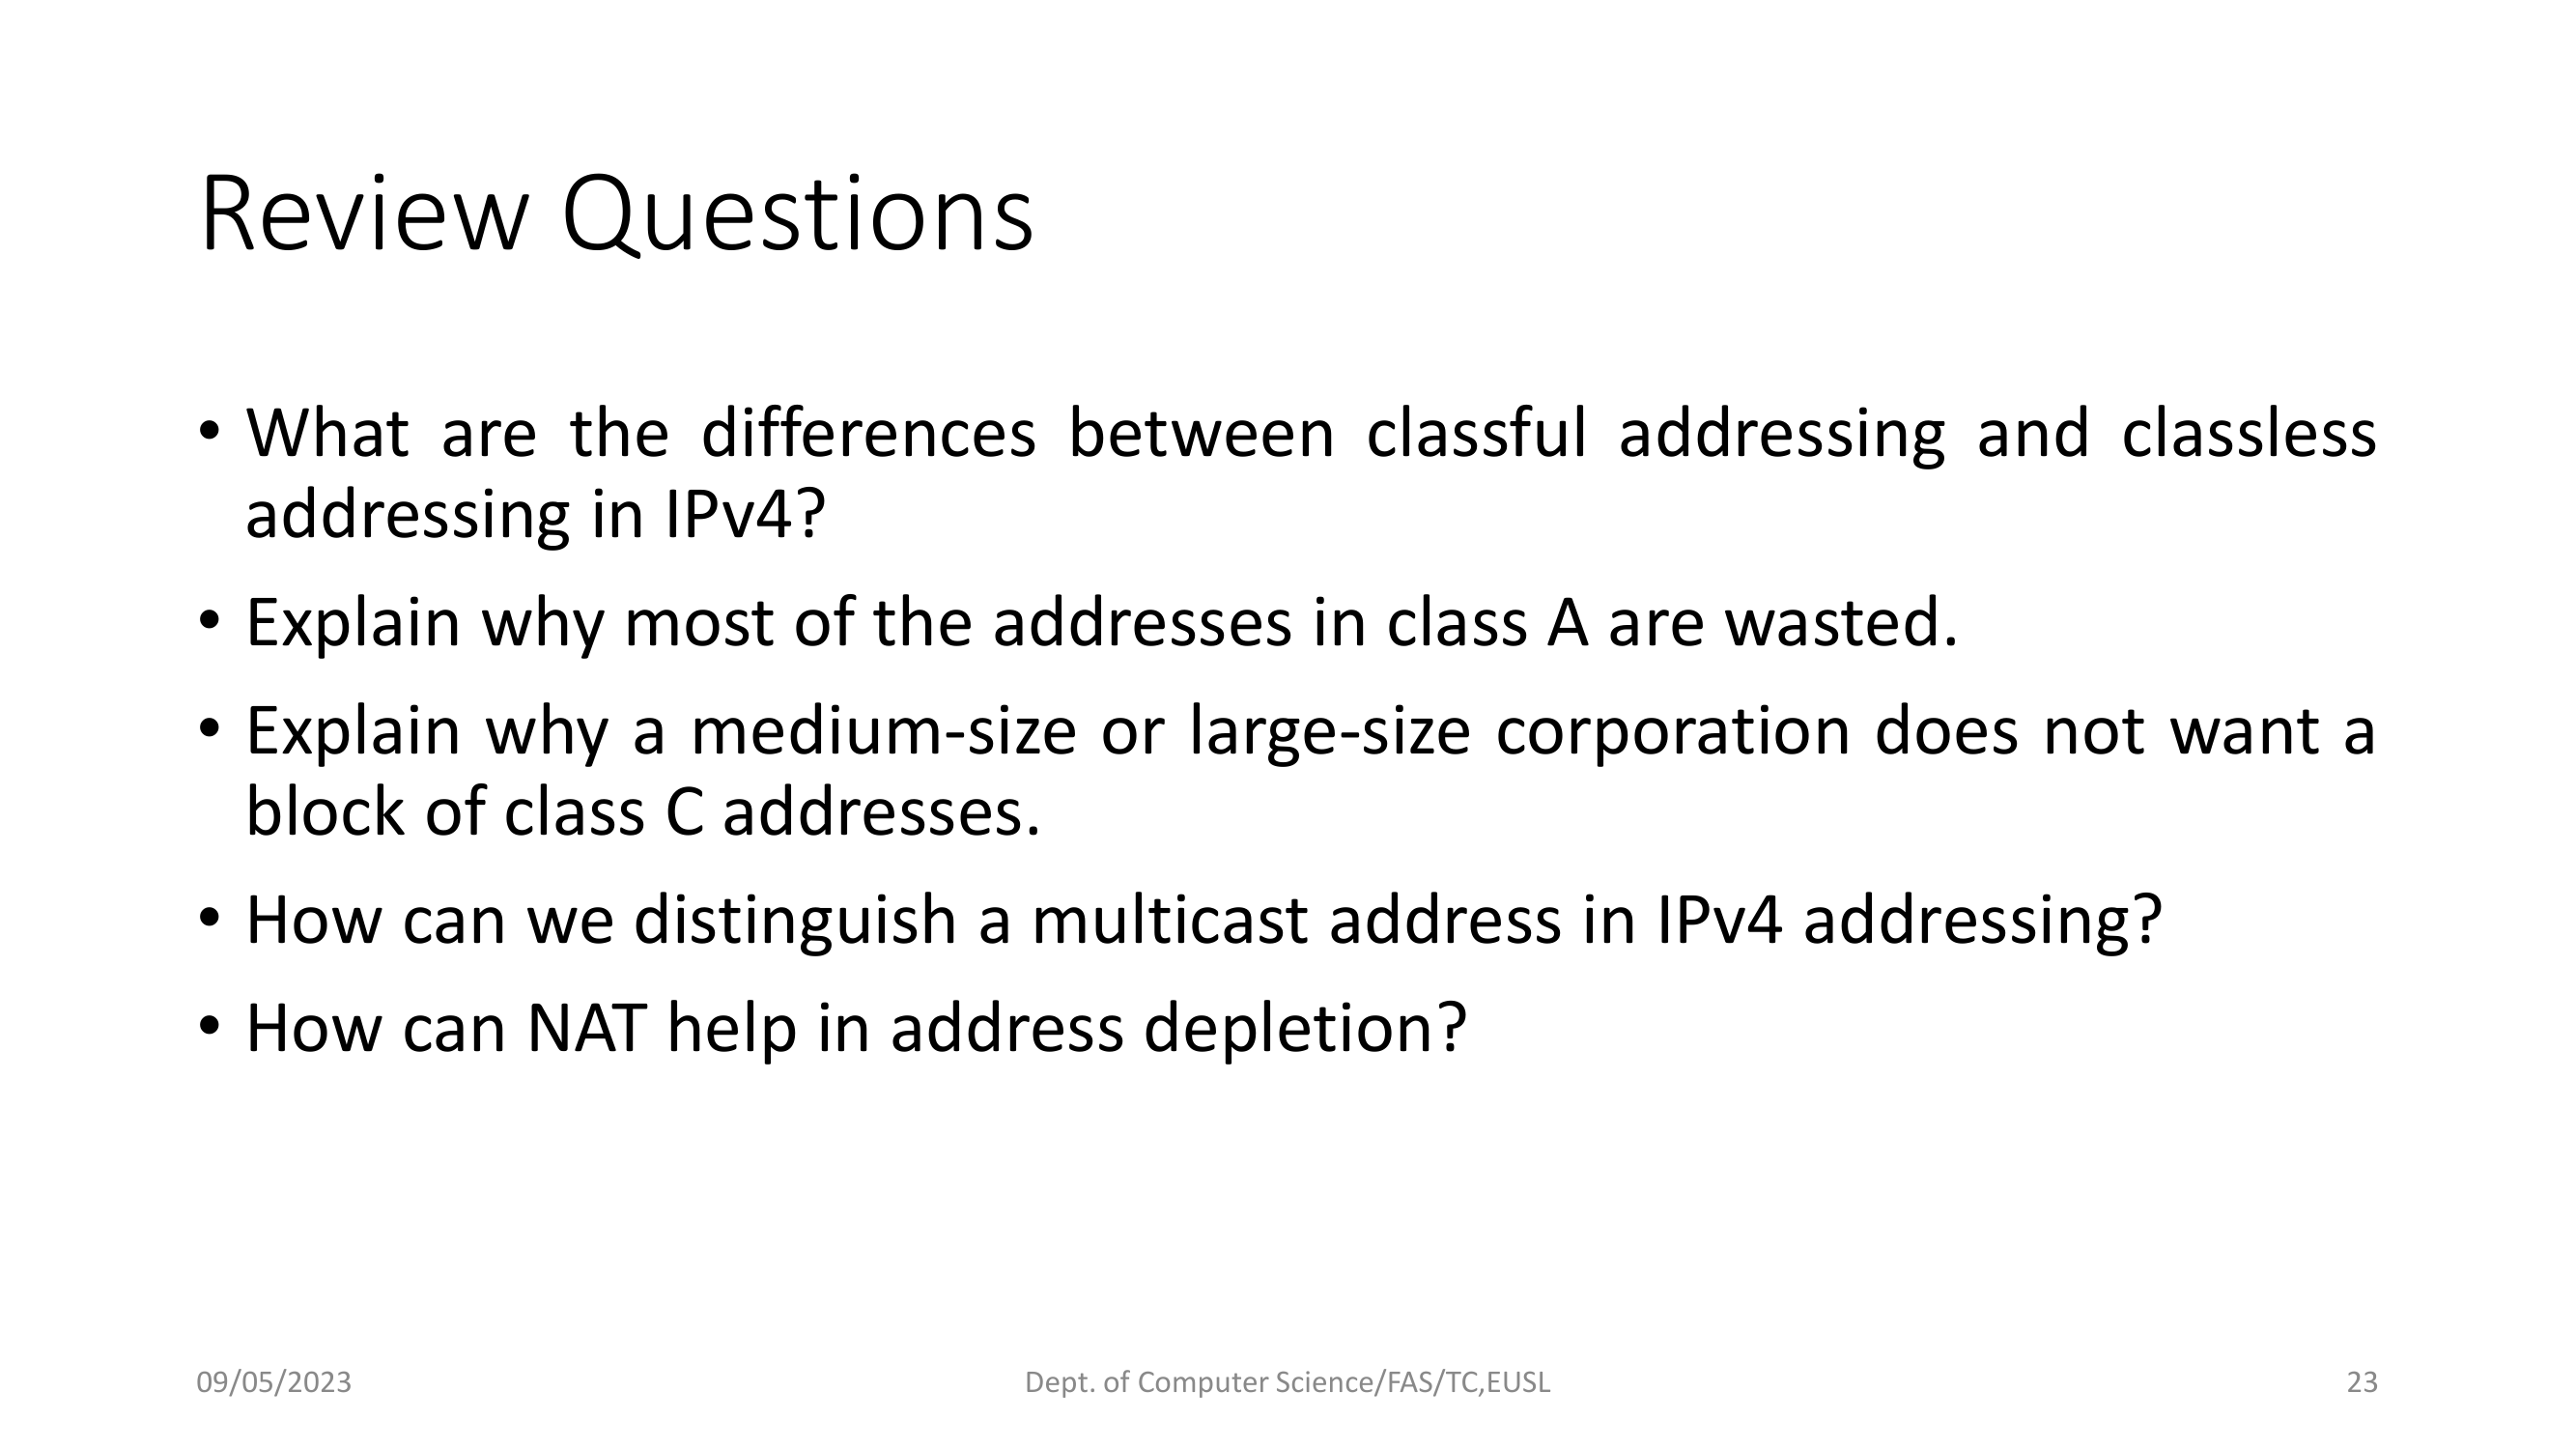 Review Questions
• What are the differences between classful addressing and classless
addressing in IPv4?
• Explain why most of the addresses in class A are wasted.
• Explain why a medium-size or large-size corporation does not want a
block of class C addresses.
• How can we distinguish a multicast address in IPv4 addressing?
• How can NAT help in address depletion?
09/05/2023
Dept. of Computer Science/FAS/TC,EUSL
23